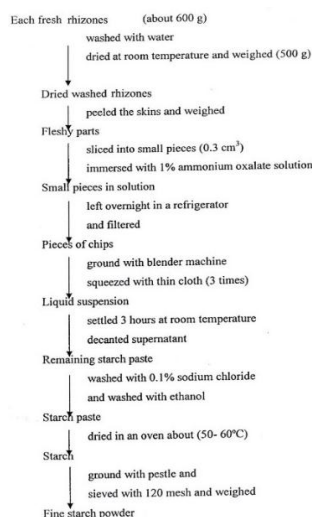 Each fresh rhizones (about 600 g)
washed with water
dried at room temperature and weighed (500 g)
Dried washed rhizones
peeled the skins and weighed
Fleshy parts
sliced into small pieces (0.3 cm³)
immersed with 1% ammonium oxalate solution
Small pieces in solution
left overnight in a refrigerator
and filtered
Pieces of chips
ground with blender machine
squeezed with thin cloth (3 times)
Liquid suspension
settled 3 hours at room temperature
decanted supernatant
Remaining starch paste
washed with 0.1% sodium chloride
and washed with ethanol
Starch paste
dried in an oven about (50- 60ºC)
Starch
ground with pestle and
sieved with 120 mesh and weighed
Fine starch powder